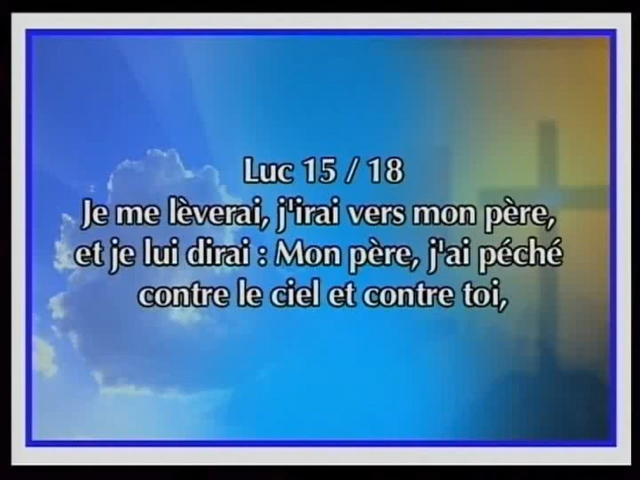 Luc 15 / 18
Je me lèverai, j'irai vers mon père,
et je lui dirai : Mon père, j'ai péché
contre le ciel et contre toi,